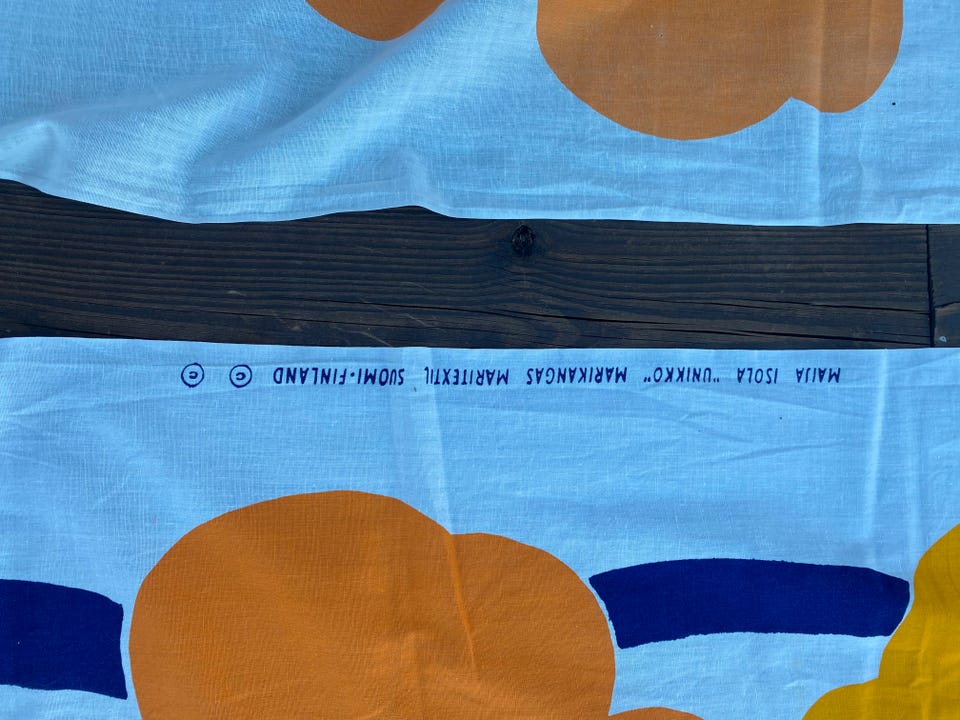 MAIJA ISOLA "UNIKKO" MARIKANGAS MARITEXTIL SUOMI·FINLAND © ©